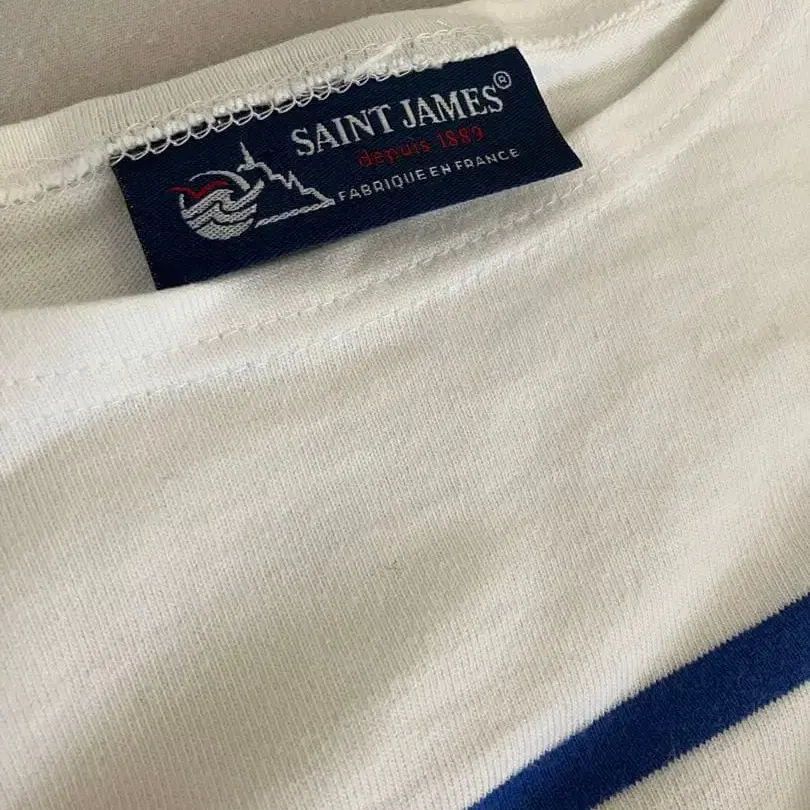 SAINT JAMES®
depuis 1889
FABRIQUE EN FRANCE